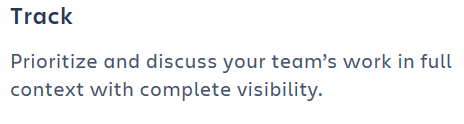 Track
Prioritize and discuss your team’s work in full
context with complete visibility.